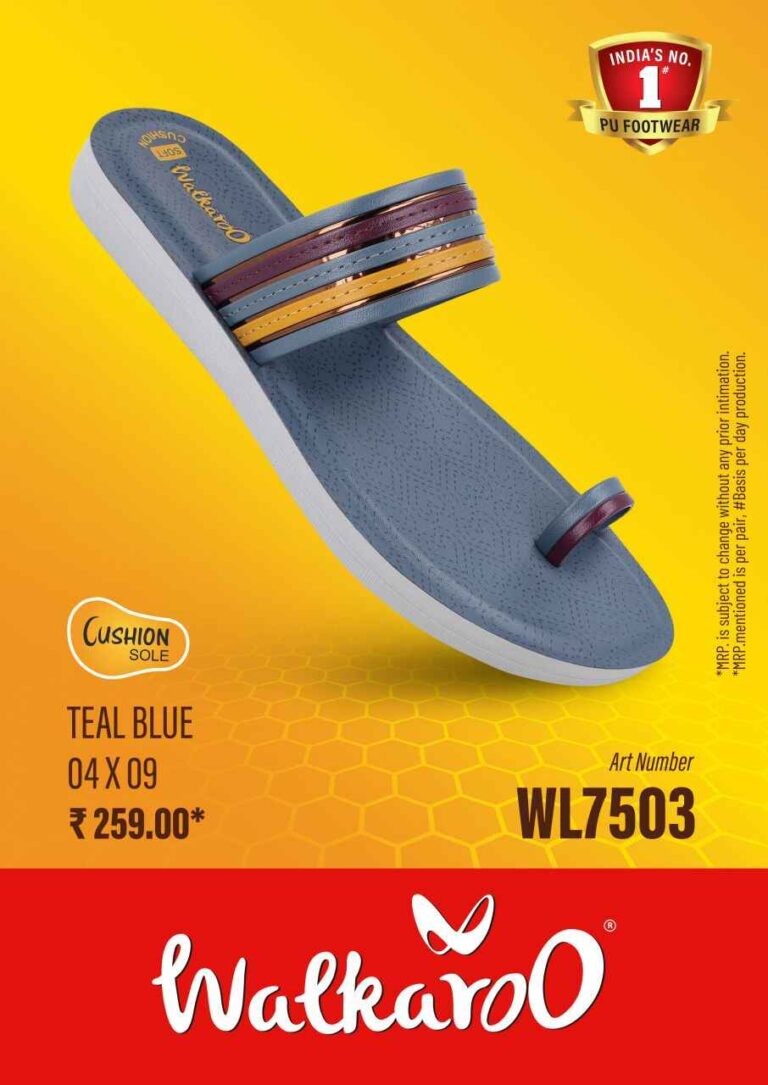 INDIA'S NO.
1#
PU FOOTWEAR
CUSHION
SOFT
Walkaroo
*MRP. is subject to change without any prior intimation.
*MRP.mentioned is per pair, #Basis per day production.
CUSHION
SOLE
TEAL BLUE
04 X 09
₹ 259.00*
Art Number
WL7503
Walkaroo®